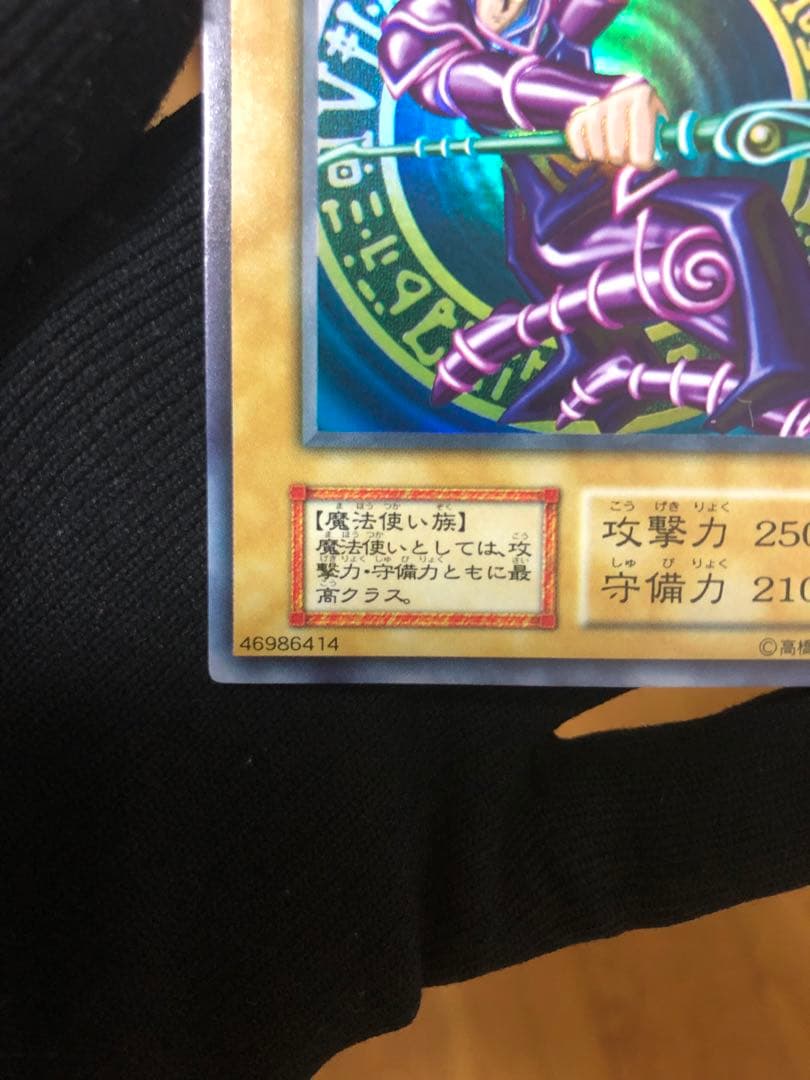 【魔法使い族】
魔法使いとしては、攻
撃力・守備力ともに最
高クラス。
攻撃力 250
守備力 210
46986414
©高橋